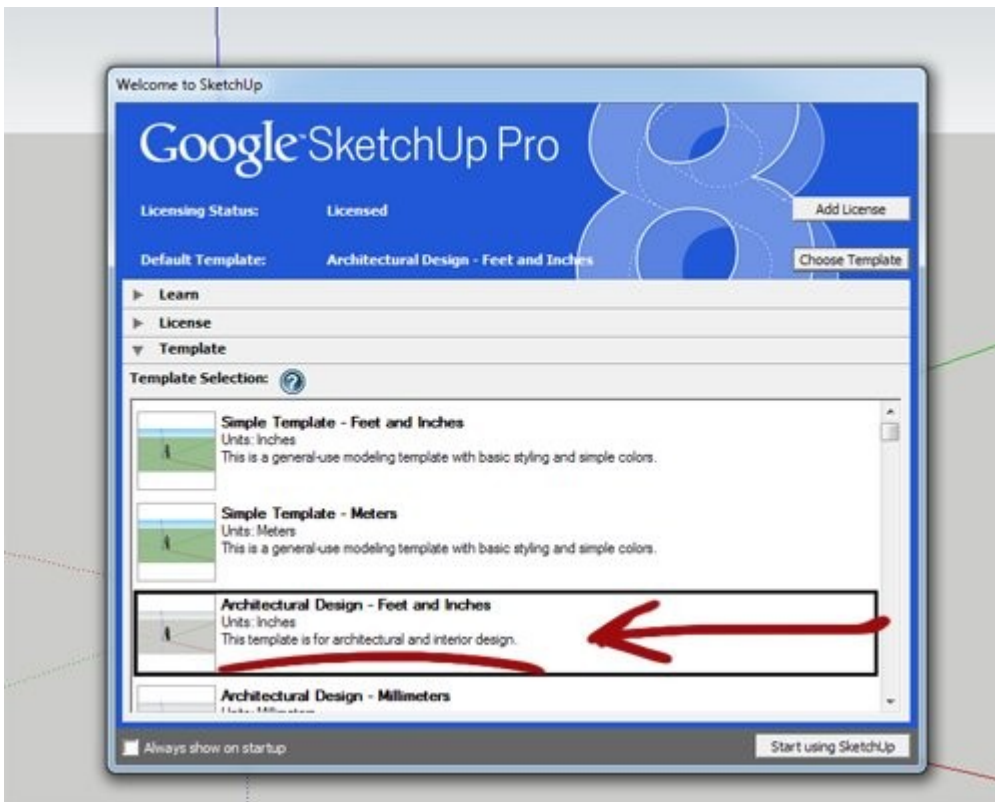 Welcome to SketchUp
Google™ SketchUp Pro
8
Licensing Status: Licensed Add License
Default Template: Architectural Design - Feet and Inches Choose Template
Learn
License
Template
Template Selection: ?
Simple Template - Feet and Inches
Units: Inches
This is a general-use modeling template with basic styling and simple colors.
Simple Template - Meters
Units: Meters
This is a general-use modeling template with basic styling and simple colors.
Architectural Design - Feet and Inches
Units: Inches
This template is for architectural and interior design.
Architectural Design - Millimeters
Units: Millimeters
Always show on startup Start using SketchUp